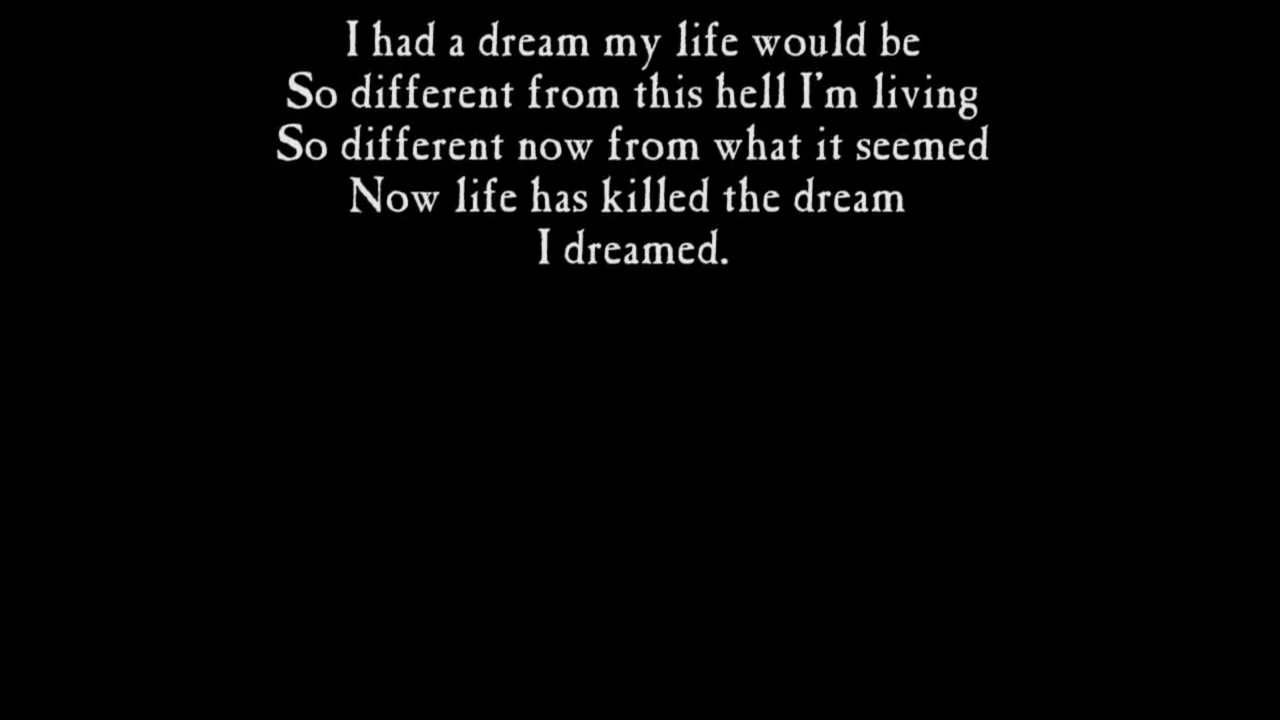 I had a dream my life would be
So different from this hell I'm living
So different now from what it seemed
Now life has killed the dream
I dreamed.